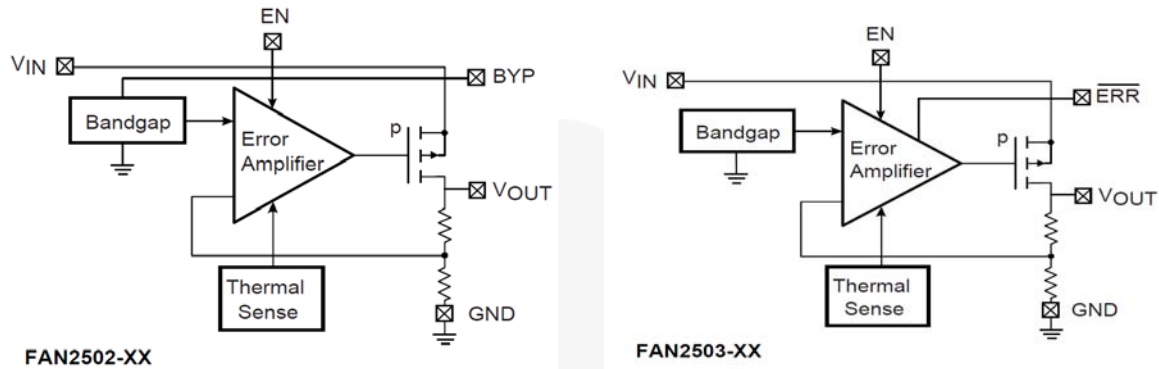 EN
VIN
BYP
Bandgap
Error
Amplifier
p
VOUT
Thermal
Sense
GND
FAN2502-XX
EN
VIN
ERR
Bandgap
Error
Amplifier
p
VOUT
Thermal
Sense
GND
FAN2503-XX